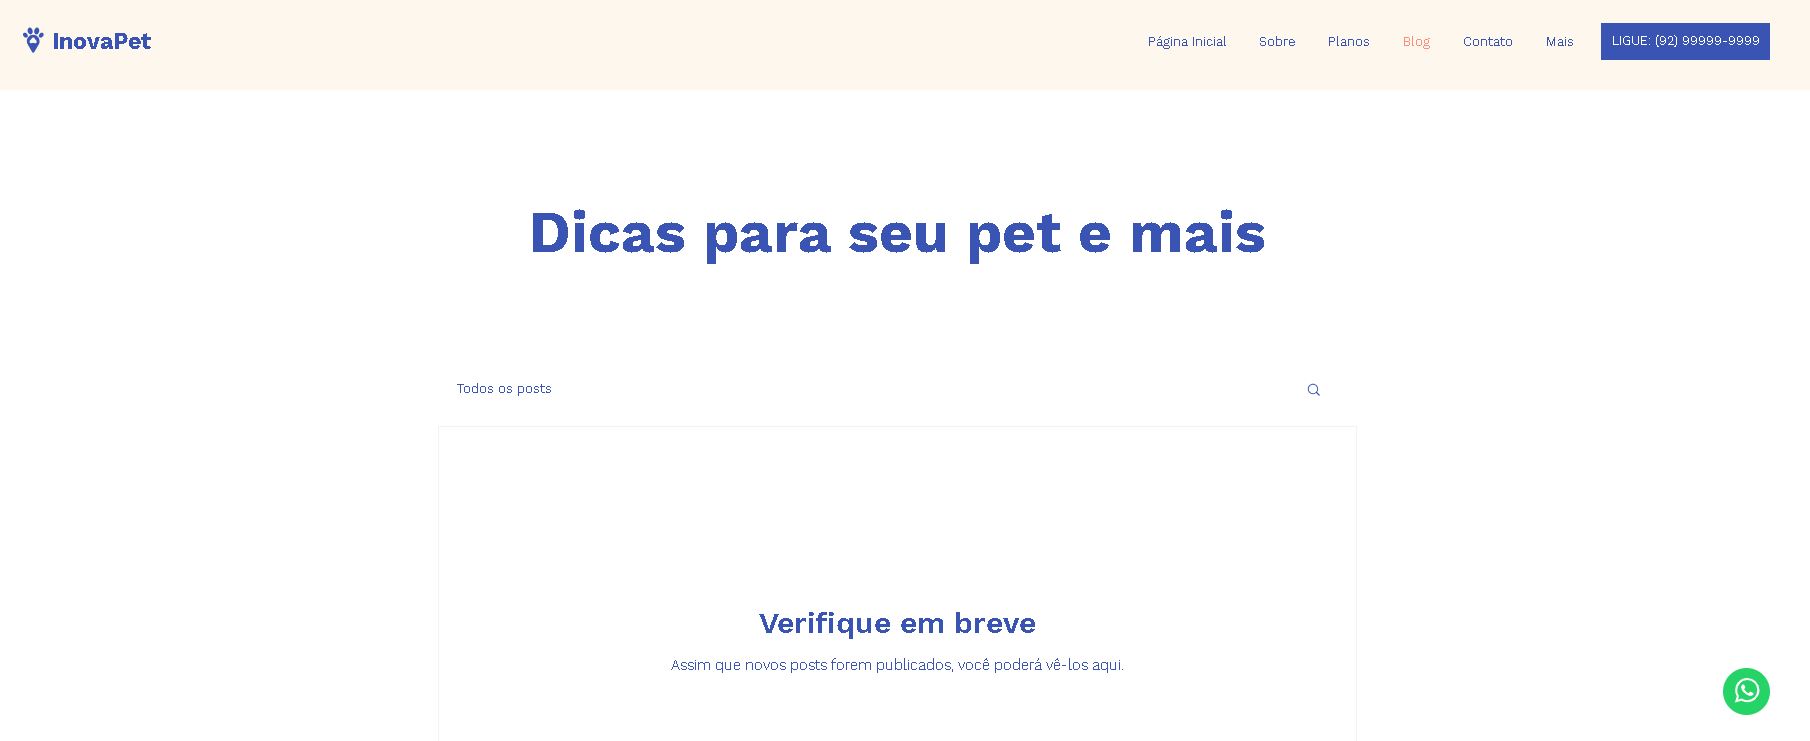 InovaPet
Página Inicial
Sobre
Planos
Blog
Contato
Mais
LIGUE: (92) 99999-9999
Dicas para seu pet e mais
Todos os posts
Verifique em breve
Assim que novos posts forem publicados, você poderá vê-los aqui.